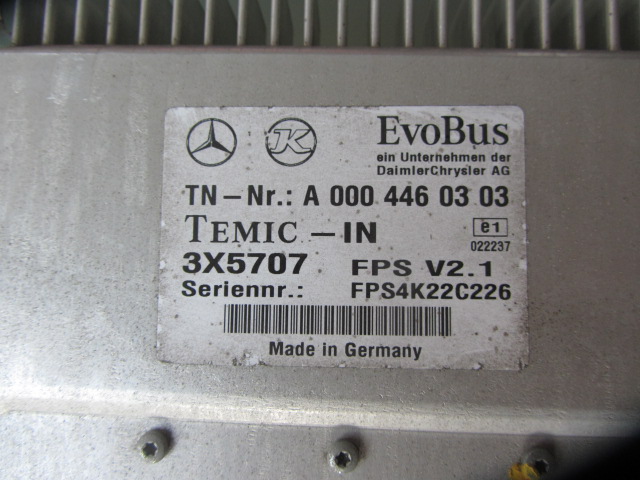 K
EvoBus
ein Unternehmen der
DaimlerChrysler AG
TN-Nr.: A 000 446 03 03
TEMIC -IN
e1
022237
3X5707 FPS V2.1
Seriennr.: FPS4K22C226
Made in Germany